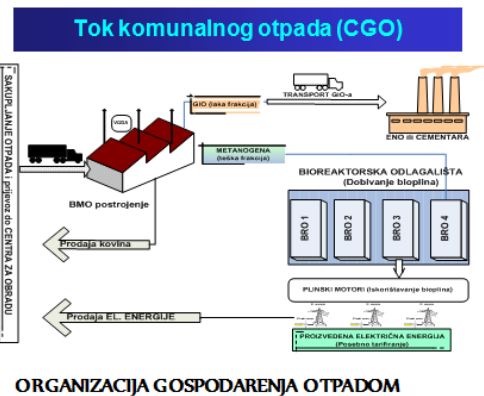 Tok komunalnog otpada (CGO)
SAKUPLJANJE OTPADA i prijevoz do CENTRA ZA OBRADU
VODA
GIO (laka frakcija)
TRANSPORT GIO-a
ENO ili CEMENTARA
METANOGENA
(teška frakcija)
BMO postrojenje
BIOREAKTORSKA ODLAGALIŠTA
(Dobivanje bioplina)
BRO 1
BRO 2
BRO 3
BRO 4
Prodaja kovina
PLINSKI MOTORI (Iskorištavanje bioplina)
Prodaja EL. ENERGIJE
PROIZVEDENA ELEKTRIČNA ENERGIJA
(Posebno tarifiranje)
ORGANIZACIJA GOSPODARENJA OTPADOM